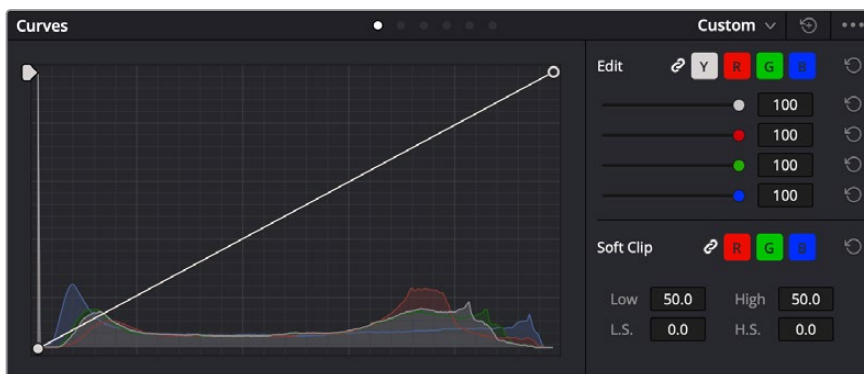 Curves
Custom
Edit Y R G B
100
100
100
100
Soft Clip R G B
Low 50.0 High 50.0
L.S. 0.0 H.S. 0.0